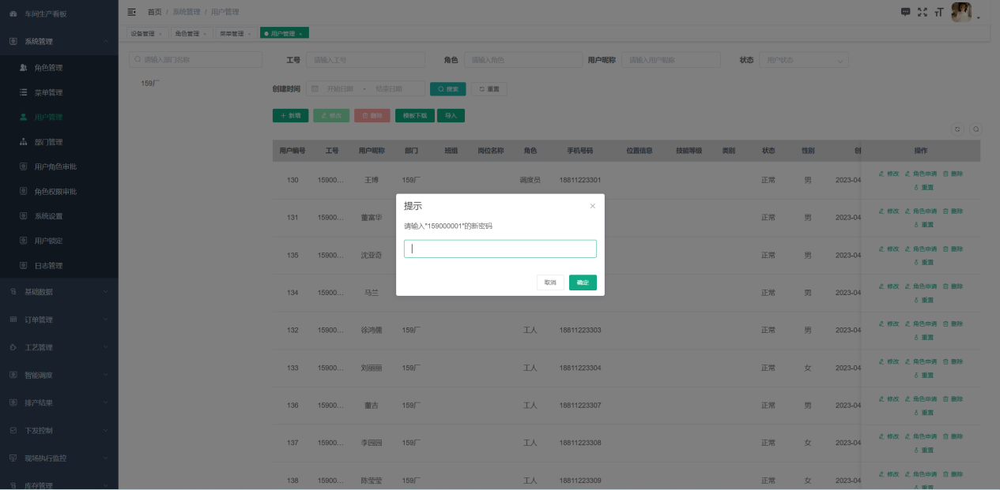 车间生产看板
首页 / 系统管理 / 用户管理
系统管理
设备管理 × 角色管理 × 菜单管理 × 用户管理 ×
角色管理
菜单管理
用户管理
部门管理
用户角色审批
角色权限审批
系统设置
用户锁定
日志管理
基础数据
订单管理
工艺管理
智能调度
排产结果
下发控制
现场执行监控
库存管理
请输入部门名称
159厂
工号 请输入工号 角色 请输入角色 用户昵称 请输入用户昵称 状态 用户状态
创建时间 开始日期 - 结束日期 搜索 重置
+ 新增 修改 删除 模板下载 导入
用户编号 工号 用户昵称 部门 班组 岗位名称 角色 手机号码 位置信息 技能等级 类别 状态 性别 创 操作
130 15900... 王博 159厂 调度员 18811223301 正常 男 2023-04 修改 角色申请 删除
重置
131 15900... 董富华 正常 男 2023-04 修改 角色申请 删除
重置
135 15900... 沈亚奇 正常 男 2023-04 修改 角色申请 删除
重置
134 15900... 马兰 正常 男 2023-04 修改 角色申请 删除
重置
132 15900... 徐鸿儒 159厂 工人 18811223303 正常 男 2023-04 修改 角色申请 删除
重置
133 15900... 刘丽丽 159厂 工人 18811223304 正常 女 2023-04 修改 角色申请 删除
重置
136 15900... 董吉 159厂 工人 18811223307 正常 男 2023-04 修改 角色申请 删除
重置
137 15900... 李园园 159厂 工人 18811223308 正常 女 2023-04 修改 角色申请 删除
重置
138 15900... 陈莹莹 159厂 工人 18811223309 正常 女 2023-04 修改 角色申请 删除
重置
提示
请输入"159000001"的新密码
取消 确定